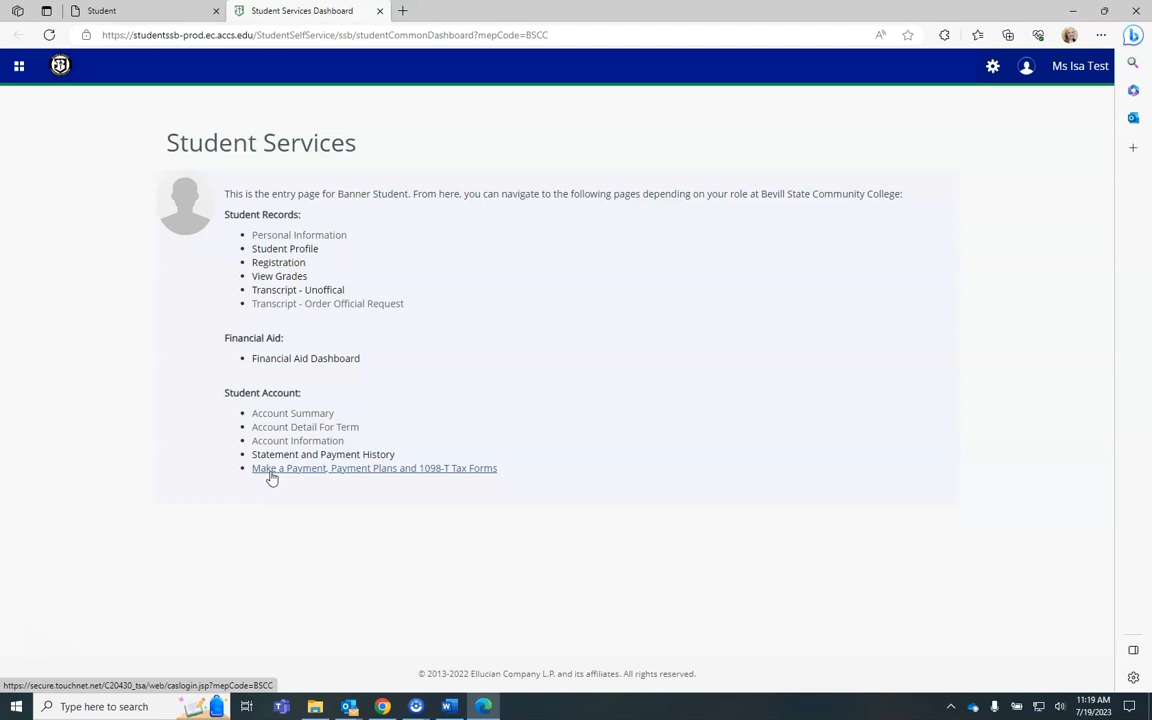 Student
Student Services Dashboard
https://studentssb-prod.ec.accs.edu/StudentSelfService/ssb/studentCommonDashboard?mepCode=BSCC
Ms Isa Test
Student Services
This is the entry page for Banner Student. From here, you can navigate to the following pages depending on your role at Bevill State Community College:
Student Records:
Personal Information
Student Profile
Registration
View Grades
Transcript - Unoffical
Transcript - Order Official Request
Financial Aid:
Financial Aid Dashboard
Student Account:
Account Summary
Account Detail For Term
Account Information
Statement and Payment History
Make a Payment, Payment Plans and 1098-T Tax Forms
© 2013-2022 Ellucian Company L.P. and its affiliates. All rights reserved.
https://secure.touchnet.net/C20430_tsa/web/caslogin.jsp?mepCode=BSCC
Type here to search
11:19 AM
7/19/2023